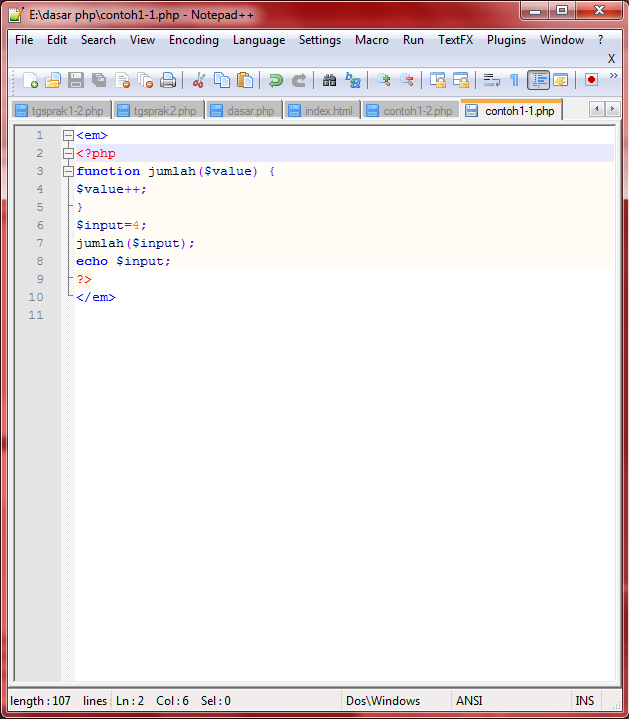 E:\dasar php\contoh1-1.php - Notepad++
File Edit Search View Encoding Language Settings Macro Run TextFX Plugins Window ?
X
tgsprak1-2.php tgsprak2.php dasar.php index.html contoh1-2.php contoh1-1.php
1 <em>
2 <?php
3 function jumlah($value) {
4 $value++;
5 }
6 $input=4;
7 jumlah($input);
8 echo $input;
9 ?>
10 </em>
11
length : 107 lines Ln : 2 Col : 6 Sel : 0 Dos\Windows ANSI INS